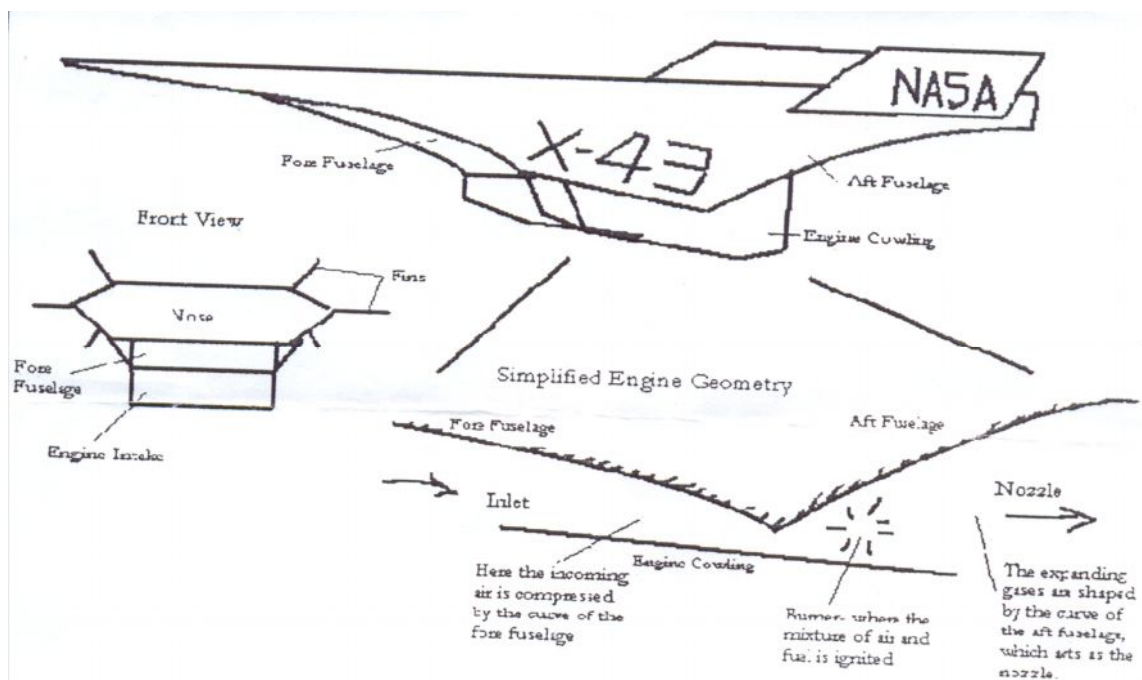 NASA
X-43
Fore Fuselage
Aft Fuselage
Engine Cowling
Front View
Fins
Nose
Fore
Fuselage
Engine Intake
Simplified Engine Geometry
Fore Fuselage
Aft Fuselage
Inlet
Nozzle
Engine Cowling
Here the incoming
air is compressed
by the curve of the
fore fuselage
Burner- where the
mixture of air and
fuel is ignited
The expanding
gases are shaped
by the curve of
the aft fuselage,
which acts as the
nozzle.